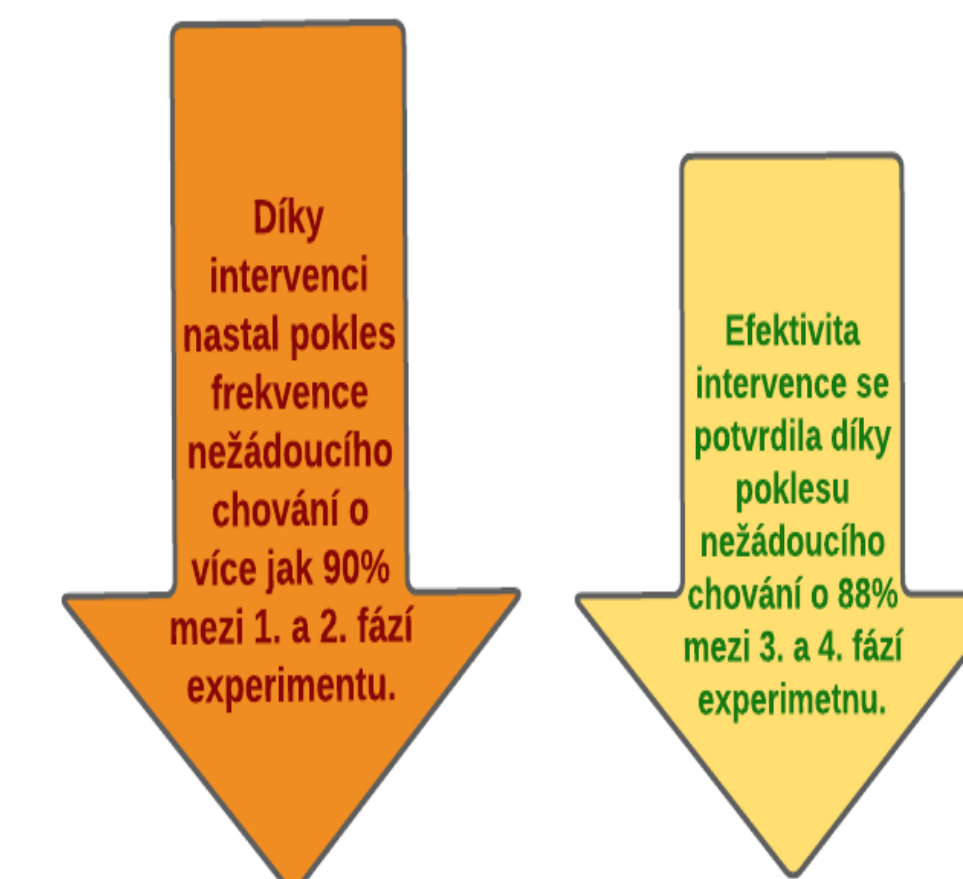 Díky
intervenci
nastal pokles
frekvence
nežádoucího
chování o
více jak 90%
mezi 1. a 2. fází
experimentu.
Efektivita
intervence se
potvrdila díky
poklesu
nežádoucího
chování o 88%
mezi 3. a 4. fází
experimetnu.